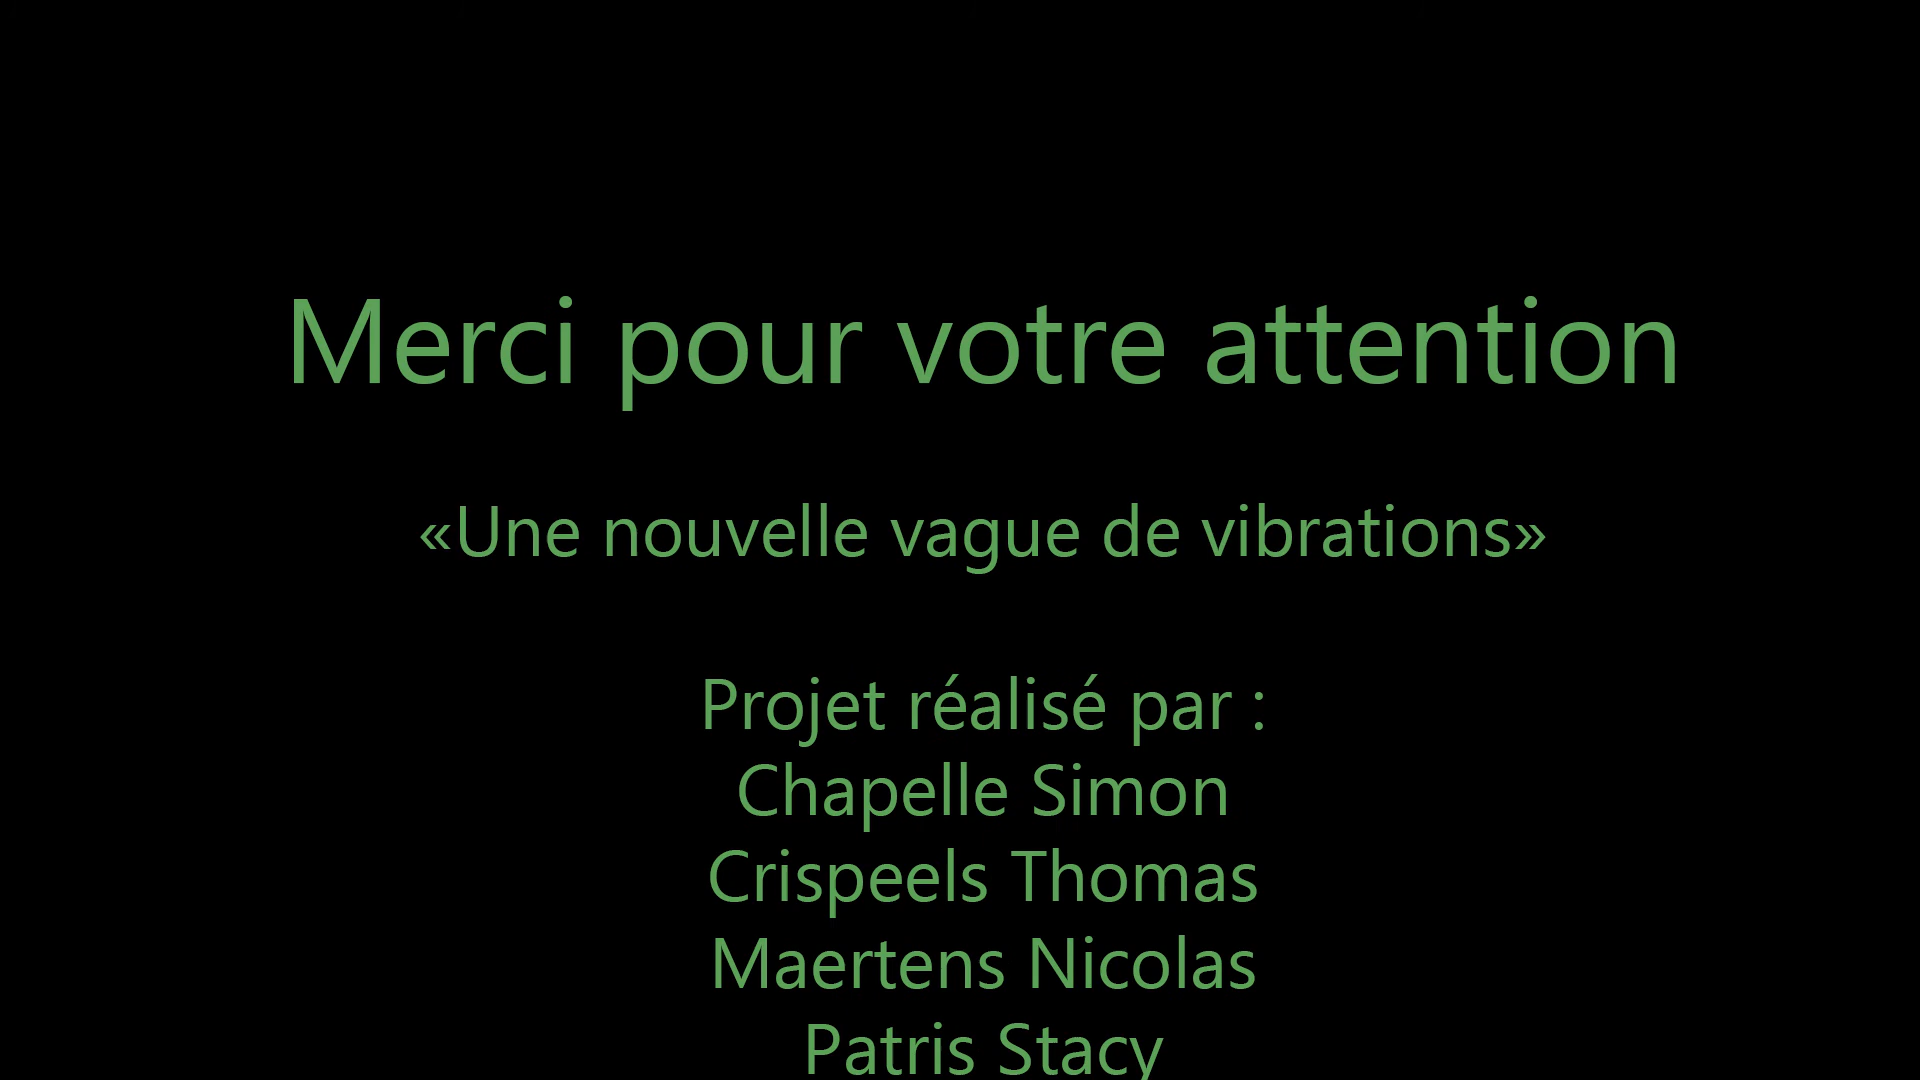 Merci pour votre attention
«Une nouvelle vague de vibrations»
Projet réalisé par :
Chapelle Simon
Crispeels Thomas
Maertens Nicolas
Patris Stacy